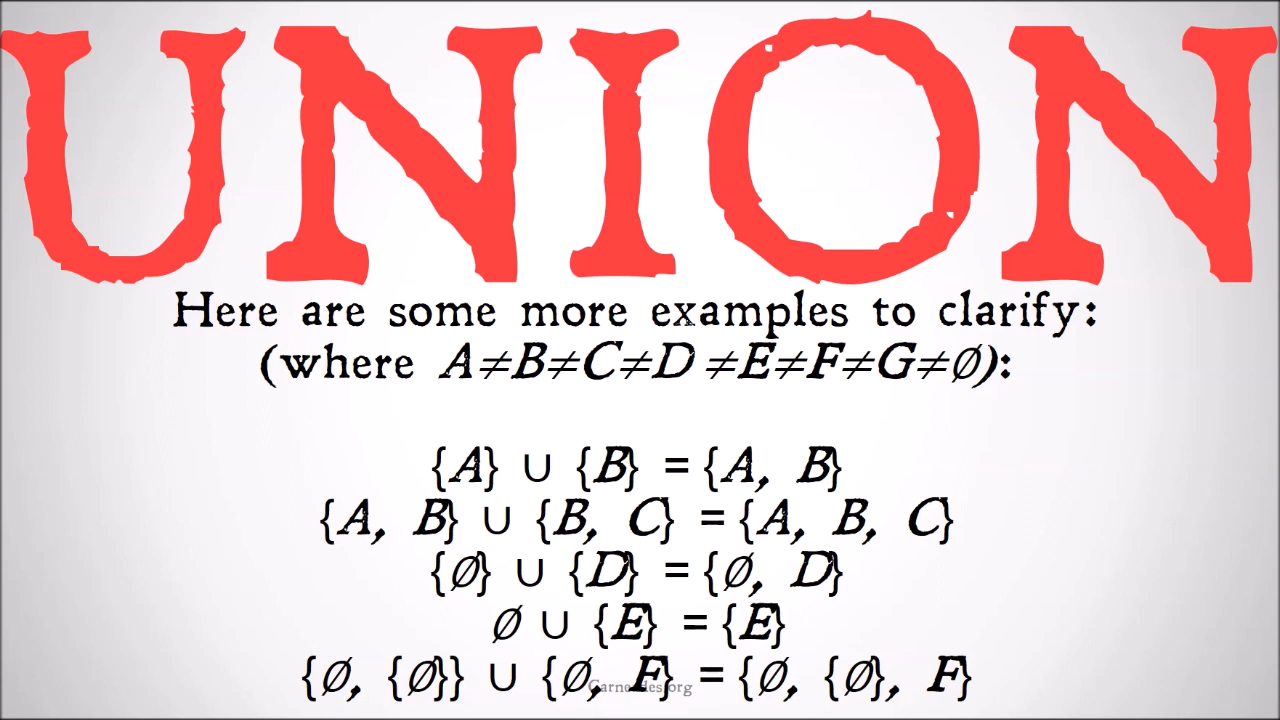 UNION
Here are some more examples to clarify:
(where A≠B≠C≠D ≠E≠F≠G≠∅):
{A} ∪ {B} = {A, B}
{A, B} ∪ {B, C} = {A, B, C}
{∅} ∪ {D} = {∅, D}
∅ ∪ {E} = {E}
{∅, {∅}} ∪ {∅, F} = {∅, {∅}, F}